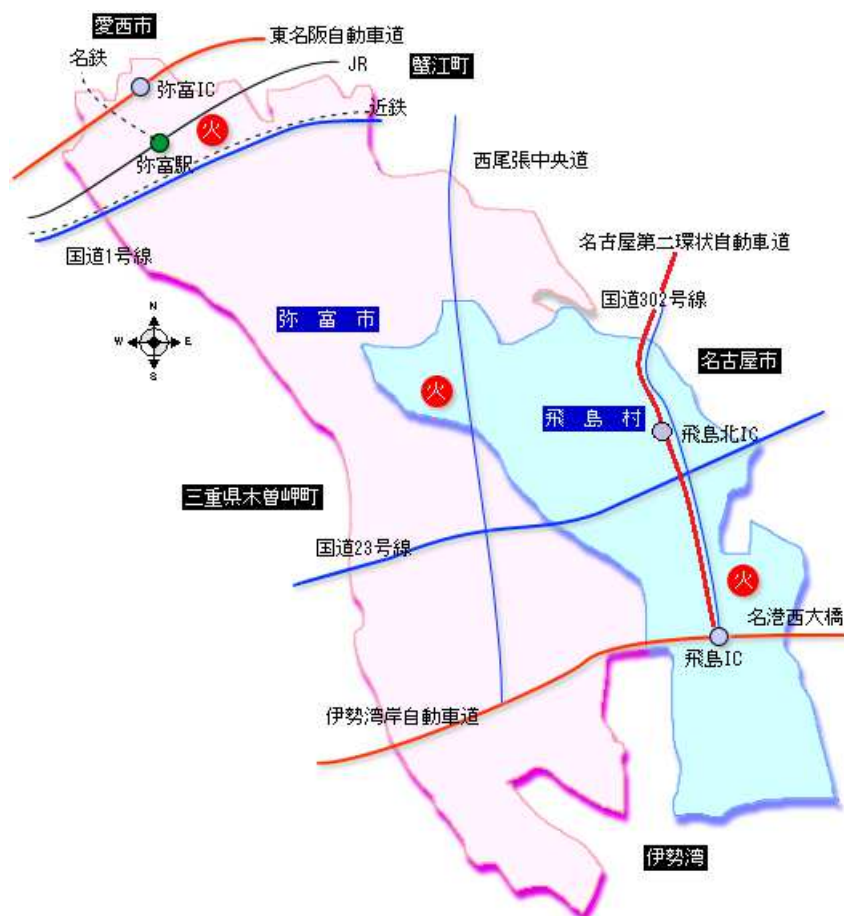 愛西市
東名阪自動車道
名鉄
JR
蟹江町
弥富IC
近鉄
火
弥富駅
西尾張中央道
国道1号線
名古屋第二環状自動車道
国道302号線
N
W
E
S
弥富市
名古屋市
火
飛島村
飛島北IC
三重県木曽岬町
国道23号線
火
名港西大橋
飛島IC
伊勢湾岸自動車道
伊勢湾